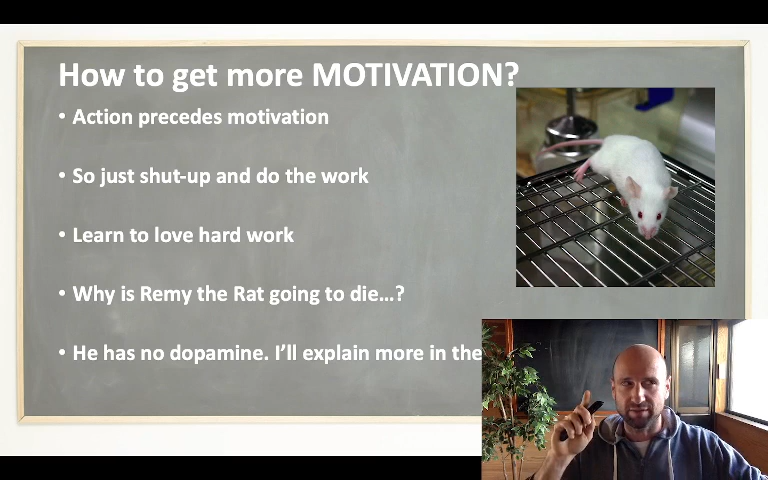 How to get more MOTIVATION?
• Action precedes motivation
• So just shut-up and do the work
• Learn to love hard work
• Why is Remy the Rat going to die...?
• He has no dopamine. I'll explain more in the